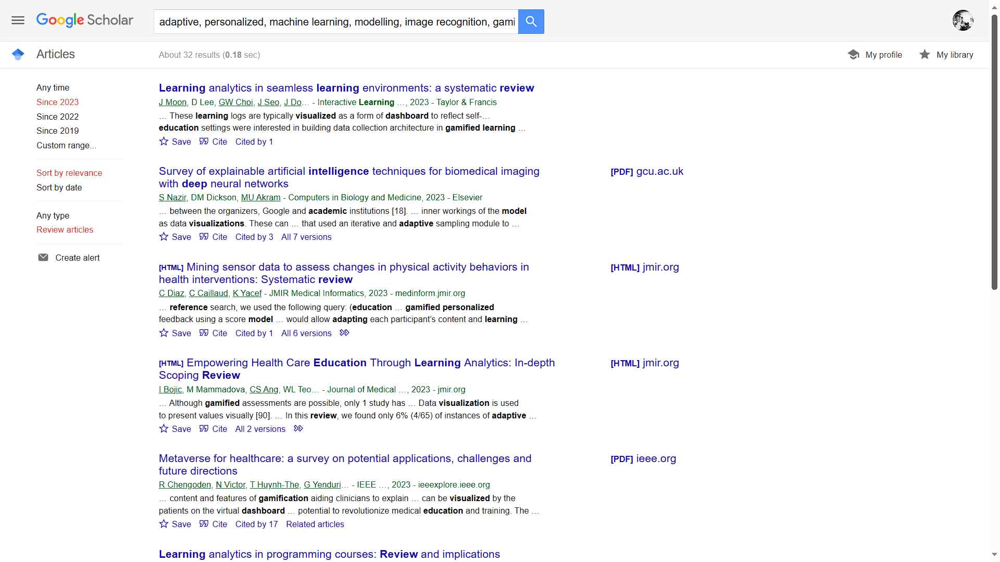 Google Scholar
adaptive, personalized, machine learning, modelling, image recognition, gami
Articles
About 32 results (0.18 sec)
My profile
My library
Any time
Since 2023
Since 2022
Since 2019
Custom range...
Sort by relevance
Sort by date
Any type
Review articles
Create alert
Learning analytics in seamless learning environments: a systematic review
J Moon, D Lee, GW Choi, J Seo, J Do… - Interactive Learning …, 2023 - Taylor & Francis
… These learning logs are typically visualized as a form of dashboard to reflect self-…
education settings were interested in building data collection architecture in gamified learning …
Save Cite Cited by 1
Survey of explainable artificial intelligence techniques for biomedical imaging
with deep neural networks
[PDF] gcu.ac.uk
S Nazir, DM Dickson, MU Akram - Computers in Biology and Medicine, 2023 - Elsevier
… between the organizers, Google and academic institutions [18]. … inner workings of the model
as data visualizations. These can … that used an iterative and adaptive sampling module to …
Save Cite Cited by 3 All 7 versions
[HTML] Mining sensor data to assess changes in physical activity behaviors in
health interventions: Systematic review
[HTML] jmir.org
C Diaz, C Caillaud, K Yacef - JMIR Medical Informatics, 2023 - medinform.jmir.org
… reference search, we used the following query: (education … gamified personalized
feedback using a score model … would allow adapting each participant’s content and learning …
Save Cite Cited by 1 All 6 versions
[HTML] Empowering Health Care Education Through Learning Analytics: In-depth
Scoping Review
[HTML] jmir.org
I Bojic, M Mammadova, CS Ang, WL Teo… - Journal of Medical …, 2023 - jmir.org
… Although gamified assessments are possible, only 1 study has … Data visualization is used
to present values visually [90]. … In this review, we found only 6% (4/65) of instances of adaptive …
Save Cite All 2 versions
Metaverse for healthcare: a survey on potential applications, challenges and
future directions
[PDF] ieee.org
R Chengoden, N Victor, T Huynh-The, G Yenduri… - IEEE …, 2023 - ieeexplore.ieee.org
… content and features of gamification aiding clinicians to explain … can be visualized by the
patients on the virtual dashboard … potential to revolutionize medical education and training. The …
Save Cite Cited by 17 Related articles
Learning analytics in programming courses: Review and implications